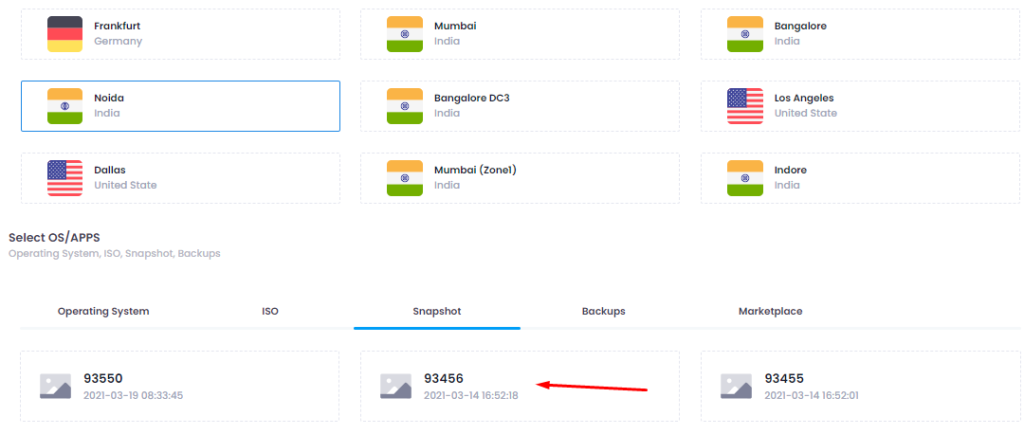 Frankfurt
Germany
Mumbai
India
Bangalore
India
Noida
India
Bangalore DC3
India
Los Angeles
United State
Dallas
United State
Mumbai (Zone1)
India
Indore
India
Select OS/APPS
Operating System, ISO, Snapshot, Backups
Operating System ISO Snapshot Backups Marketplace
93550
2021-03-19 08:33:45
93456
2021-03-14 16:52:18
93455
2021-03-14 16:52:01